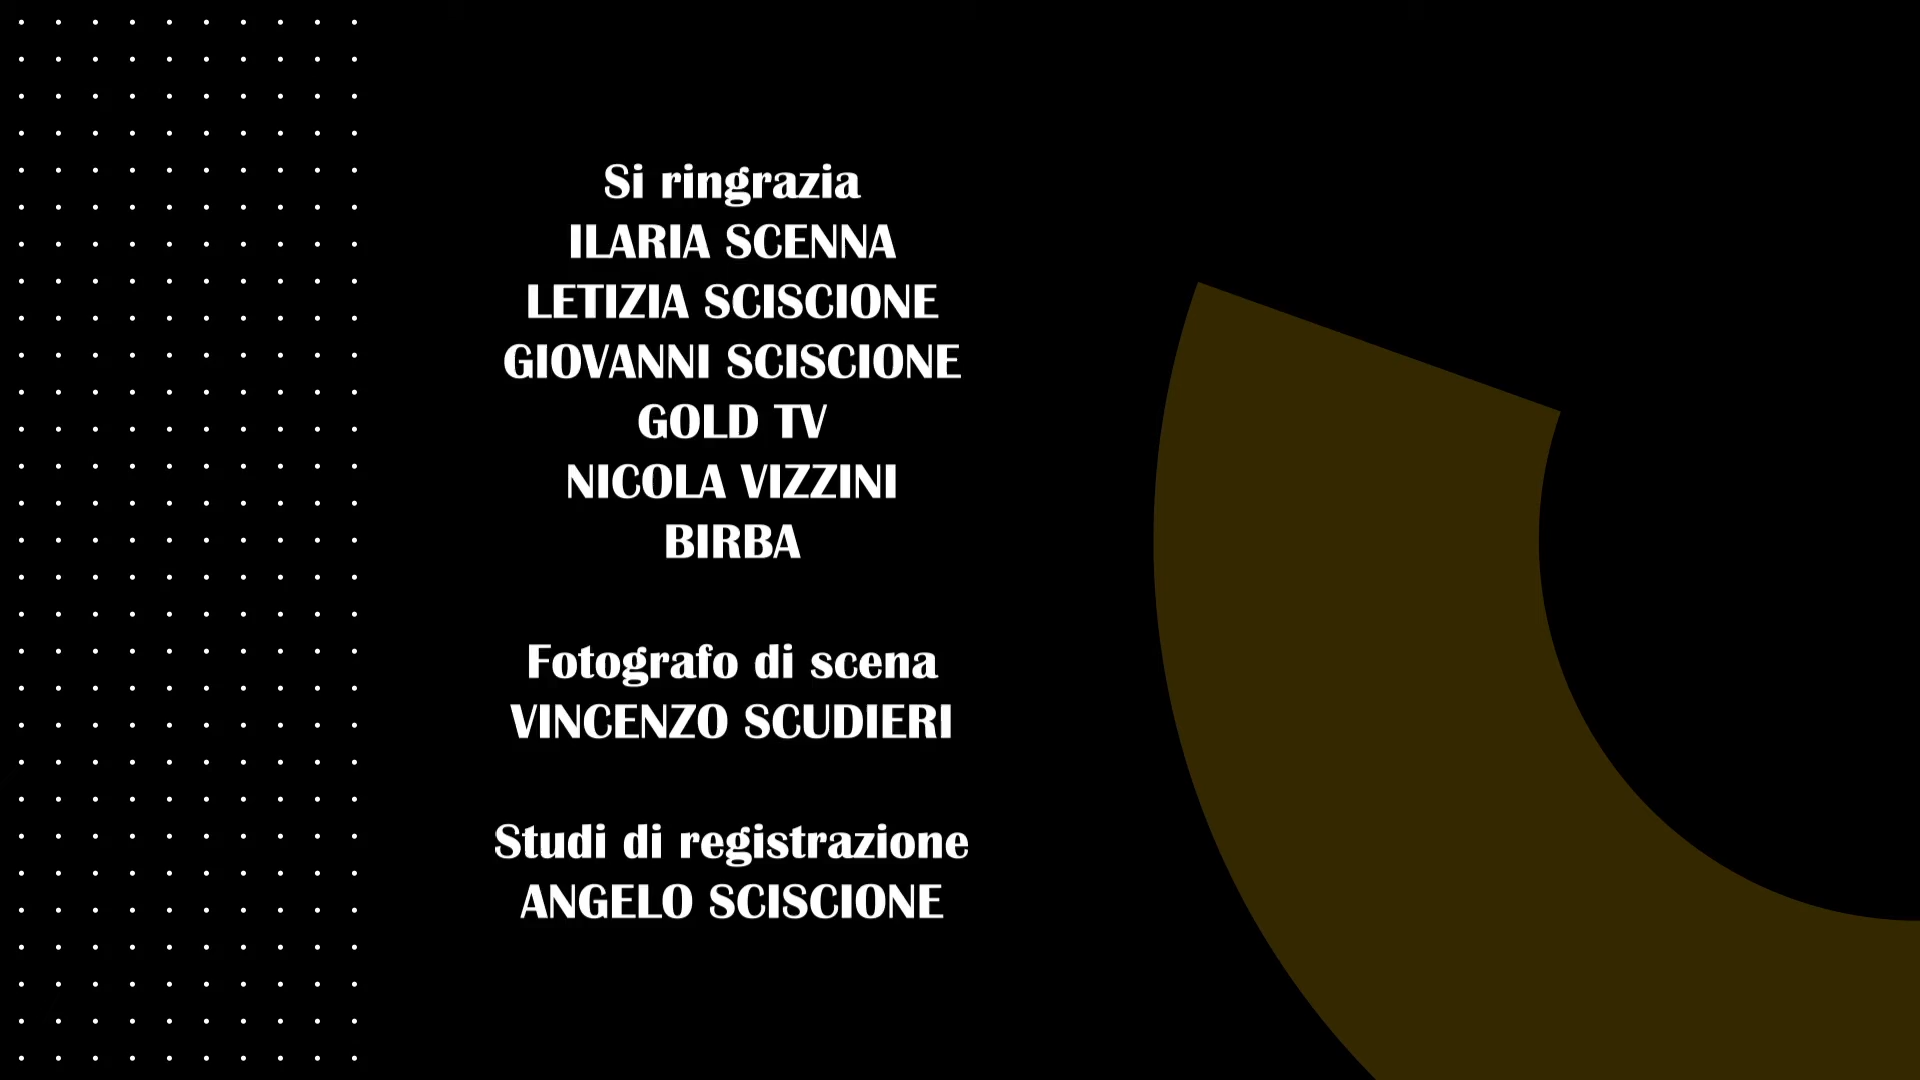 Si ringrazia
ILARIA SCENNA
LETIZIA SCISCIONE
GIOVANNI SCISCIONE
GOLD TV
NICOLA VIZZINI
BIRBA
Fotografo di scena
VINCENZO SCUDIERI
Studi di registrazione
ANGELO SCISCIONE